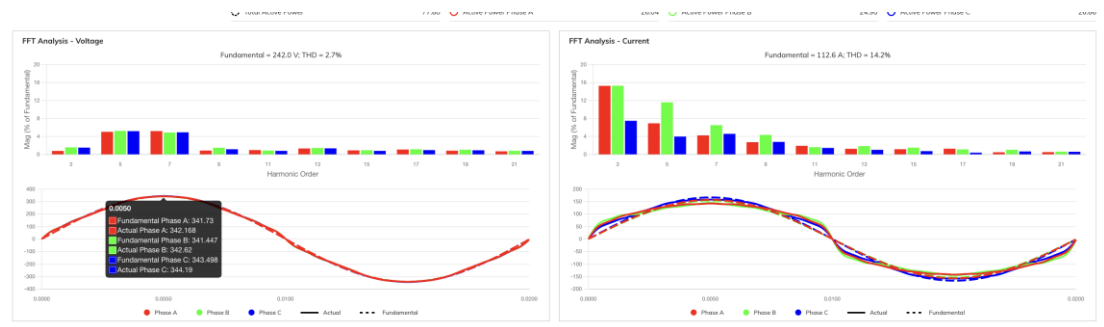 Total Active Power 77.60 Active Power Phase A 26.04 Active Power Phase B 24.90 Active Power Phase C
FFT Analysis - Voltage
Fundamental = 242.0 V; THD = 2.7%
Mag (% of Fundamental)
20
16
12
8
4
0
3 5 7 9 11 13 15 17 19 21
Harmonic Order
400
300
200
100
0
-100
-200
-300
-400
0.0050
Fundamental Phase A: 341.73
Actual Phase A: 342.168
Fundamental Phase B: 341.447
Actual Phase B: 342.62
Fundamental Phase C: 343.498
Actual Phase C: 344.19
0.0000 0.0050 0.0100 0.0200
Phase A Phase B Phase C Actual Fundamental
FFT Analysis - Current
Fundamental = 112.6 A; THD = 14.2%
Mag (% of Fundamental)
20
16
12
8
4
0
3 5 7 9 11 13 15 17 19 21
Harmonic Order
200
150
100
50
0
-50
-100
-150
-200
0.0000 0.0050 0.0100 0.0200
Phase A Phase B Phase C Actual Fundamental